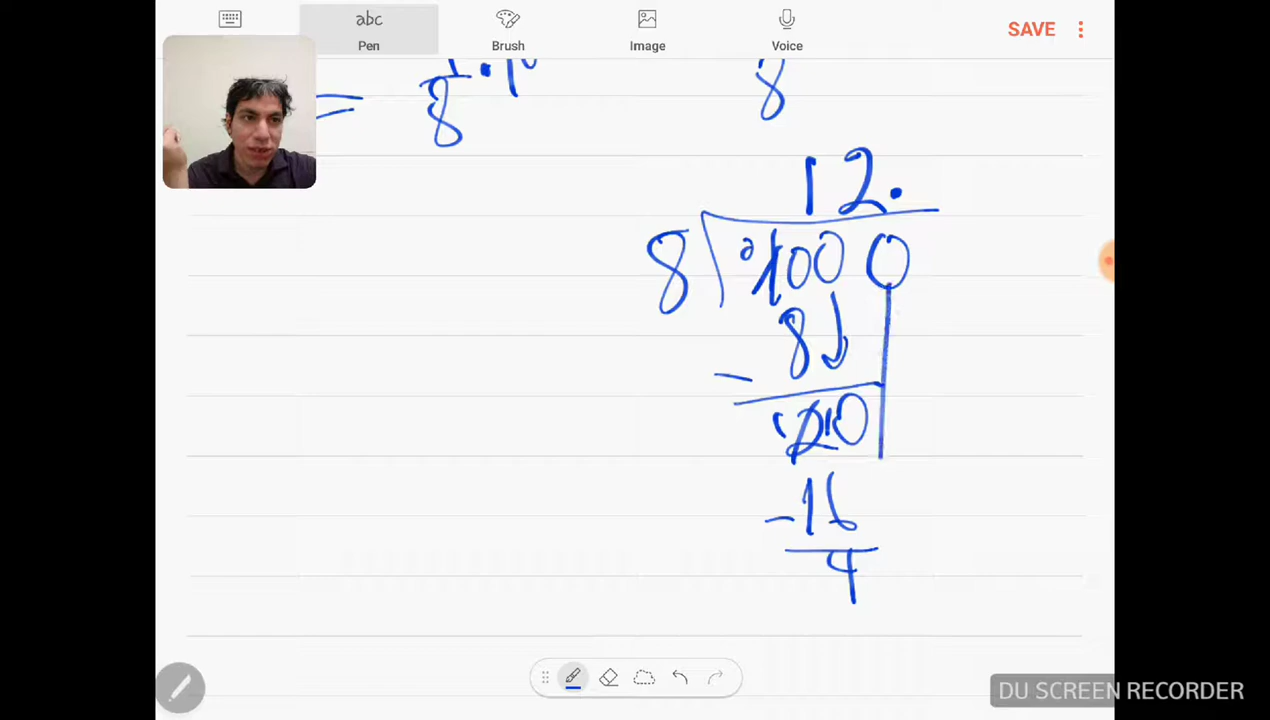 abc
Pen Brush Image Voice SAVE
=
8 8
12.
8 100 0
- 8
20
-16
4
DU SCREEN RECORDER